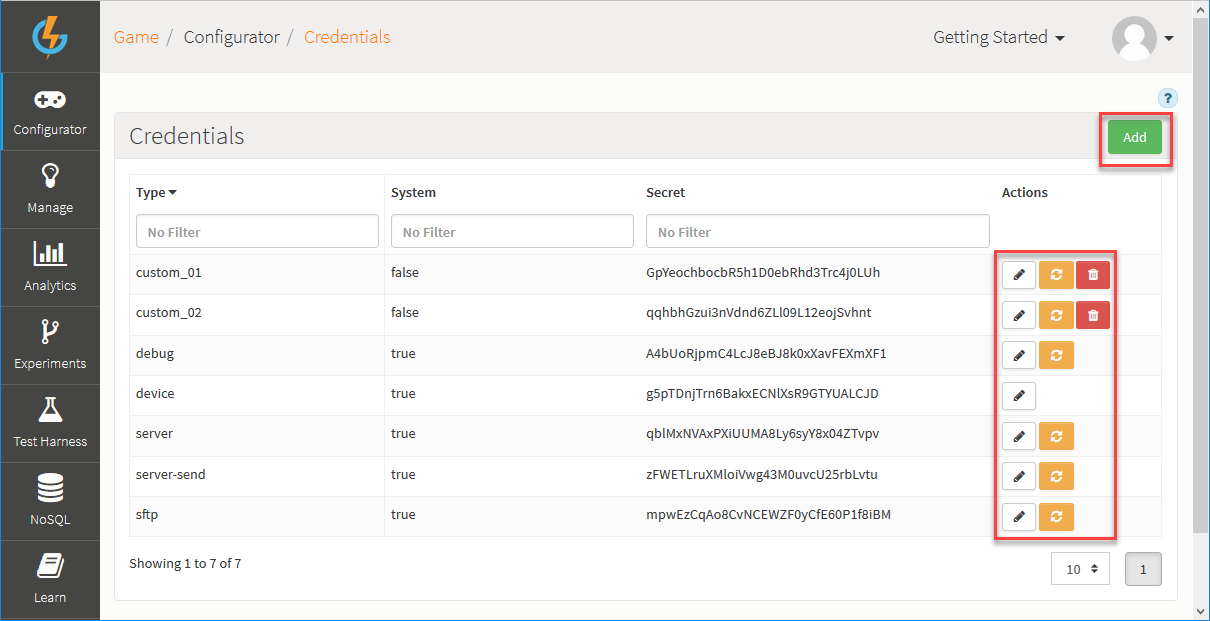 Game / Configurator / Credentials
Getting Started
Configurator
Manage
Analytics
Experiments
Test Harness
NoSQL
Learn
?
Credentials
Add
Type System Secret Actions
No Filter No Filter No Filter
custom_01 false GpYeochbocbR5h1D0ebRhd3Trc4j0LUh
custom_02 false qqhbhGzui3nVdnd6ZLl09L12eojSvhnt
debug true A4bUoRjpmC4LcJ8eBJ8k0xXavFEXmXF1
device true g5pTDnjTrn6BakxECNlXsR9GTYUALCJD
server true qblMxNVAxPXiUUMA8Ly6syY8x04ZTvpv
server-send true zFWETLruXMloiVwg43M0uvcU25rbLvtu
sftp true mpwEzCqAo8CvNCEWZF0yCfE60P1f8iBM
Showing 1 to 7 of 7
10 1